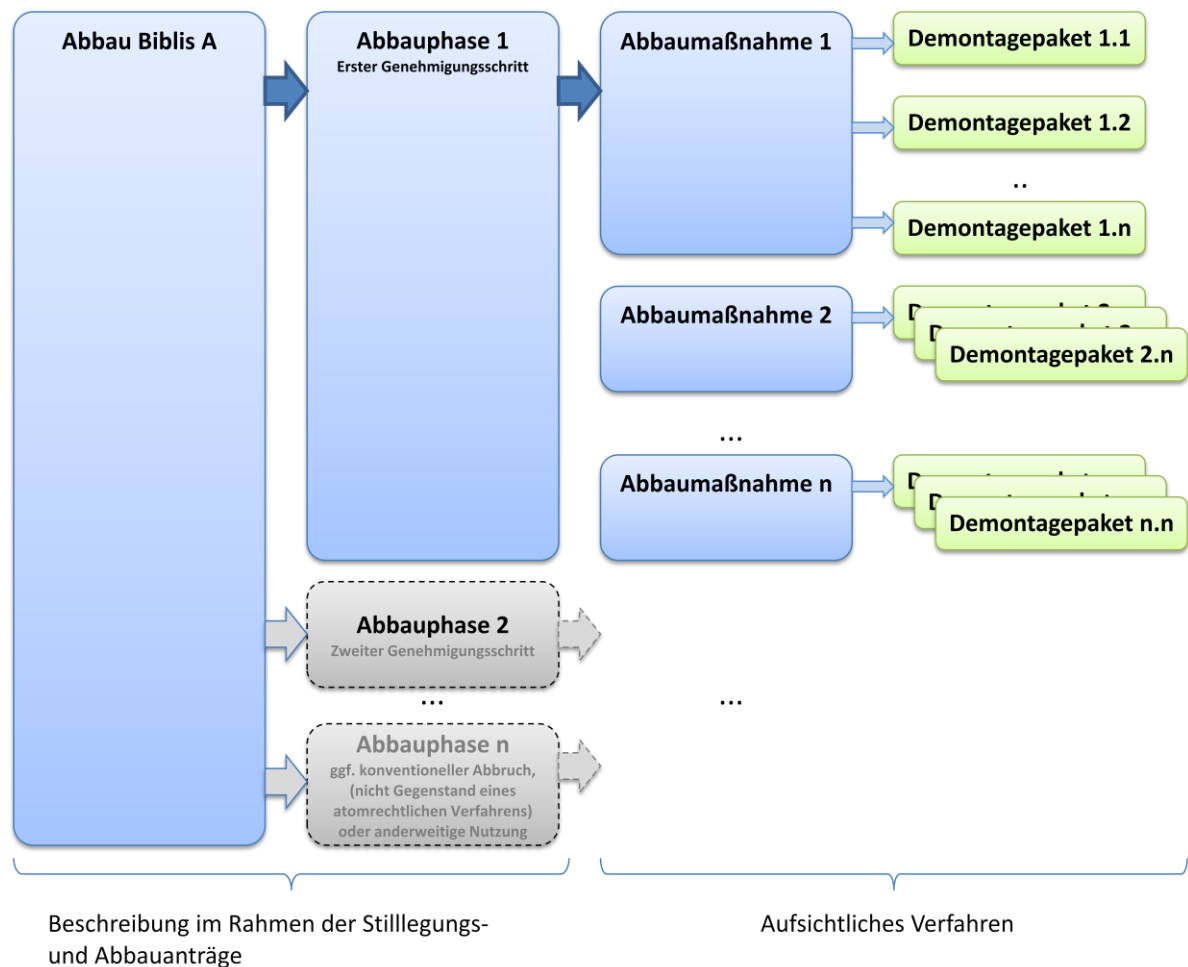 Abbau Biblis A
Abbauphase 1
Erster Genehmigungsschritt
Abbaumaßnahme 1
Demontagepaket 1.1
Demontagepaket 1.2
..
Demontagepaket 1.n
Abbaumaßnahme 2
Demontagepaket 2.n
...
Abbaumaßnahme n
Demontagepaket n.n
Abbauphase 2
Zweiter Genehmigungsschritt
...
...
Abbauphase n
ggf. konventioneller Abbruch,
(nicht Gegenstand eines
atomrechtlichen Verfahrens)
oder anderweitige Nutzung
Beschreibung im Rahmen der Stilllegungs-
und Abbauanträge
Aufsichtliches Verfahren